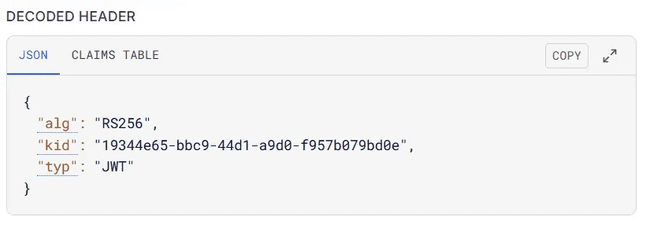 DECODED HEADER
JSON CLAIMS TABLE COPY
{
"alg": "RS256",
"kid": "19344e65-bbc9-44d1-a9d0-f957b079bd0e",
"typ": "JWT"
}